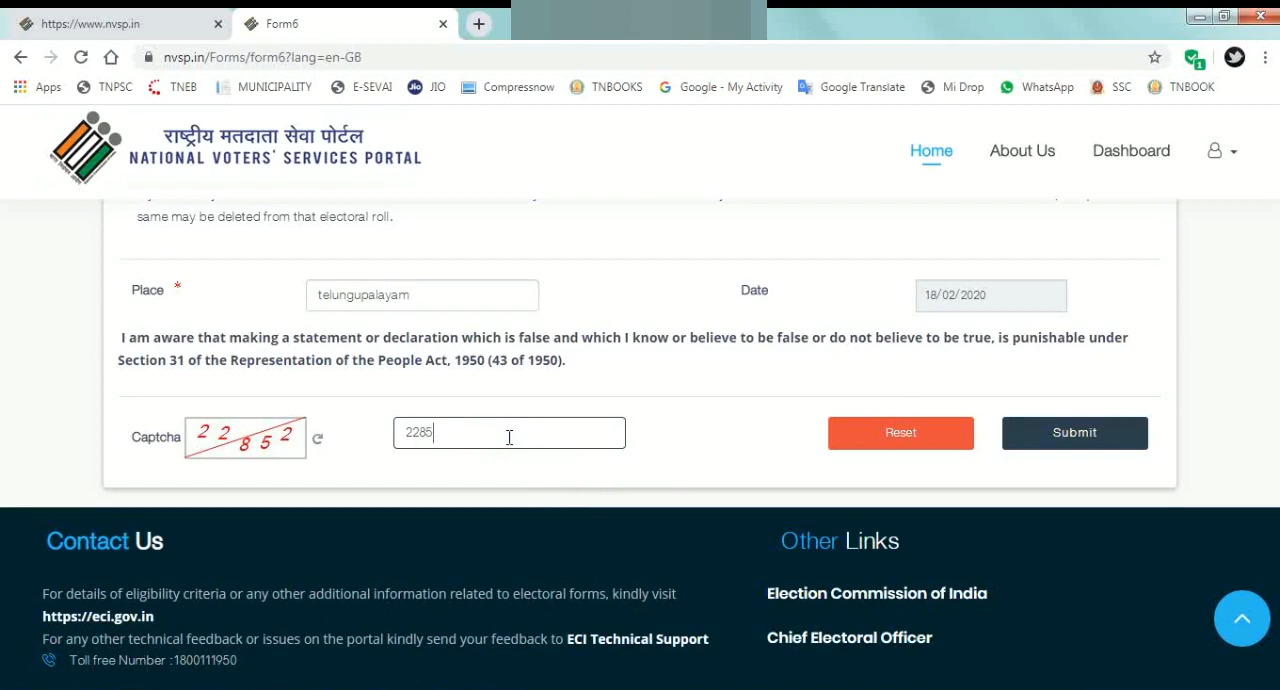 https://www.nvsp.in
Form6
nvsp.in/Forms/form6?lang=en-GB
Apps TNPSC TNEB MUNICIPALITY E-SEVAI JIO Compressnow TNBOOKS Google - My Activity Google Translate Mi Drop WhatsApp SSC TNBOOK
राष्ट्रीय मतदाता सेवा पोर्टल
NATIONAL VOTERS' SERVICES PORTAL
Home About Us Dashboard
same may be deleted from that electoral roll.
Place * telungupalayam Date 18/02/2020
I am aware that making a statement or declaration which is false and which I know or believe to be false or do not believe to be true, is punishable under
Section 31 of the Representation of the People Act, 1950 (43 of 1950).
Captcha 22852 2285 Reset Submit
Contact Us
For details of eligibility criteria or any other additional information related to electoral forms, kindly visit
https://eci.gov.in
For any other technical feedback or issues on the portal kindly send your feedback to ECI Technical Support
Toll free Number :1800111950
Other Links
Election Commission of India
Chief Electoral Officer